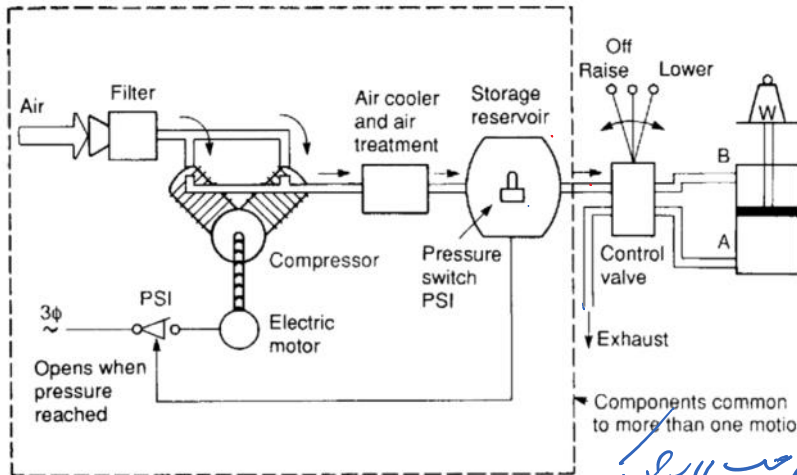 Off
Raise
Lower
Air
Filter
Air cooler
and air
treatment
Storage
reservoir
W
B
A
Compressor
Pressure
switch
PSI
Control
valve
3ϕ
~
PSI
Electric
motor
Exhaust
Opens when
pressure
reached
Components common
to more than one motio